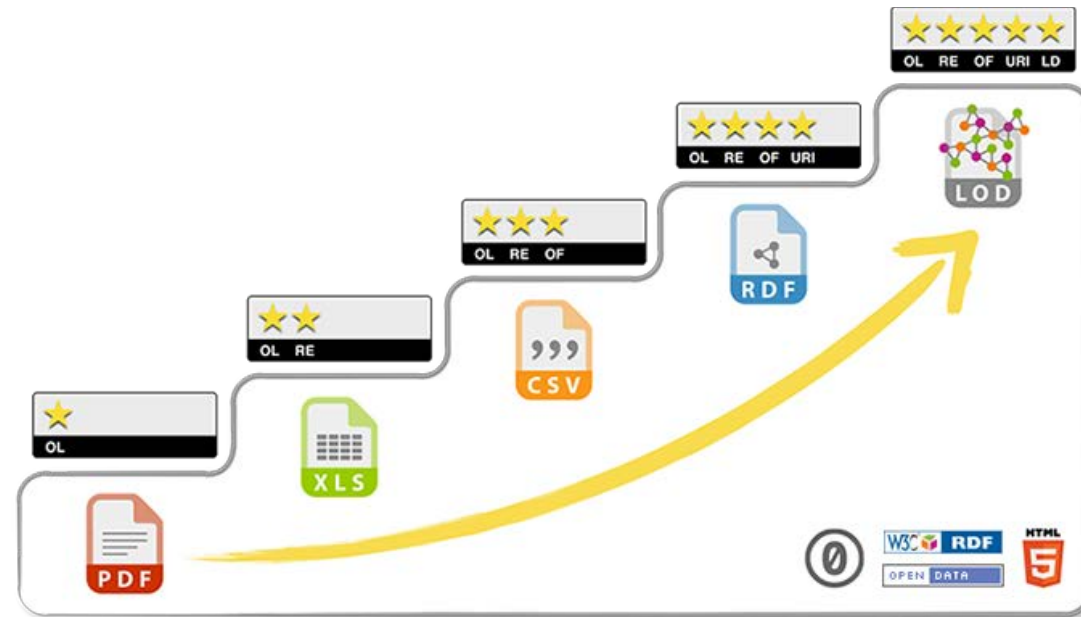 OL RE OF URI LD
OL RE OF URI
LOD
OL RE OF
RDF
OL RE
CSV
OL
XLS
PDF
0
W3C RDF
OPEN DATA
HTML
5